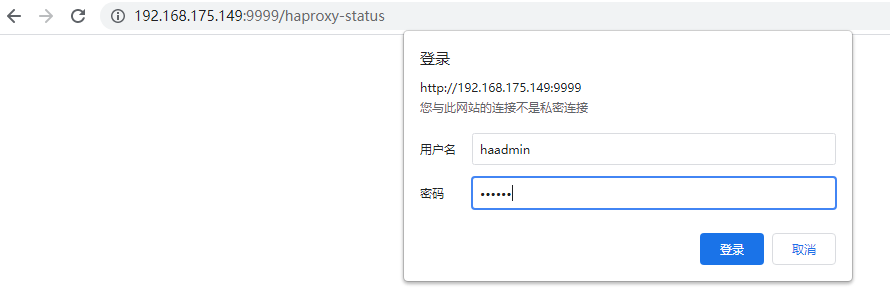 192.168.175.149:9999/haproxy-status
登录
http://192.168.175.149:9999
您与此网站的连接不是私密连接
用户名 haadmin
密码 ••••••
登录 取消